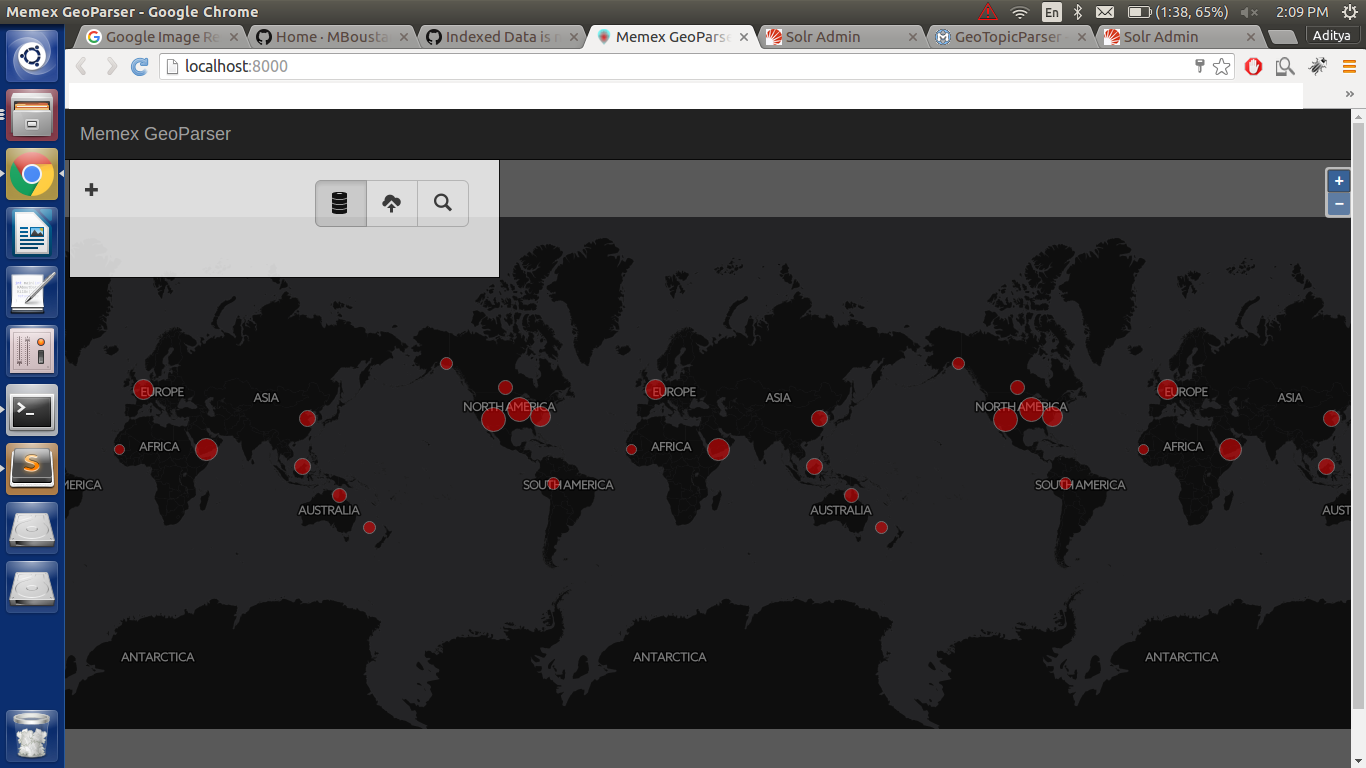 Memex GeoParser - Google Chrome
En
(1:38, 65%)
2:09 PM
Google Image Re
Home · MBousta
Indexed Data is n
Memex GeoParse
Solr Admin
GeoTopicParser
Solr Admin
Aditya
localhost:8000
»
Memex GeoParser
+
+
−
EUROPE
ASIA
NORTH AMERICA
EUROPE
ASIA
NORTH AMERICA
EUROPE
ASIA
AFRICA
AFRICA
AFRICA
MERICA
SOUTH AMERICA
SOUTH AMERICA
AUSTRALIA
AUSTRALIA
AUST
ANTARCTICA
ANTARCTICA
ANTARCTICA